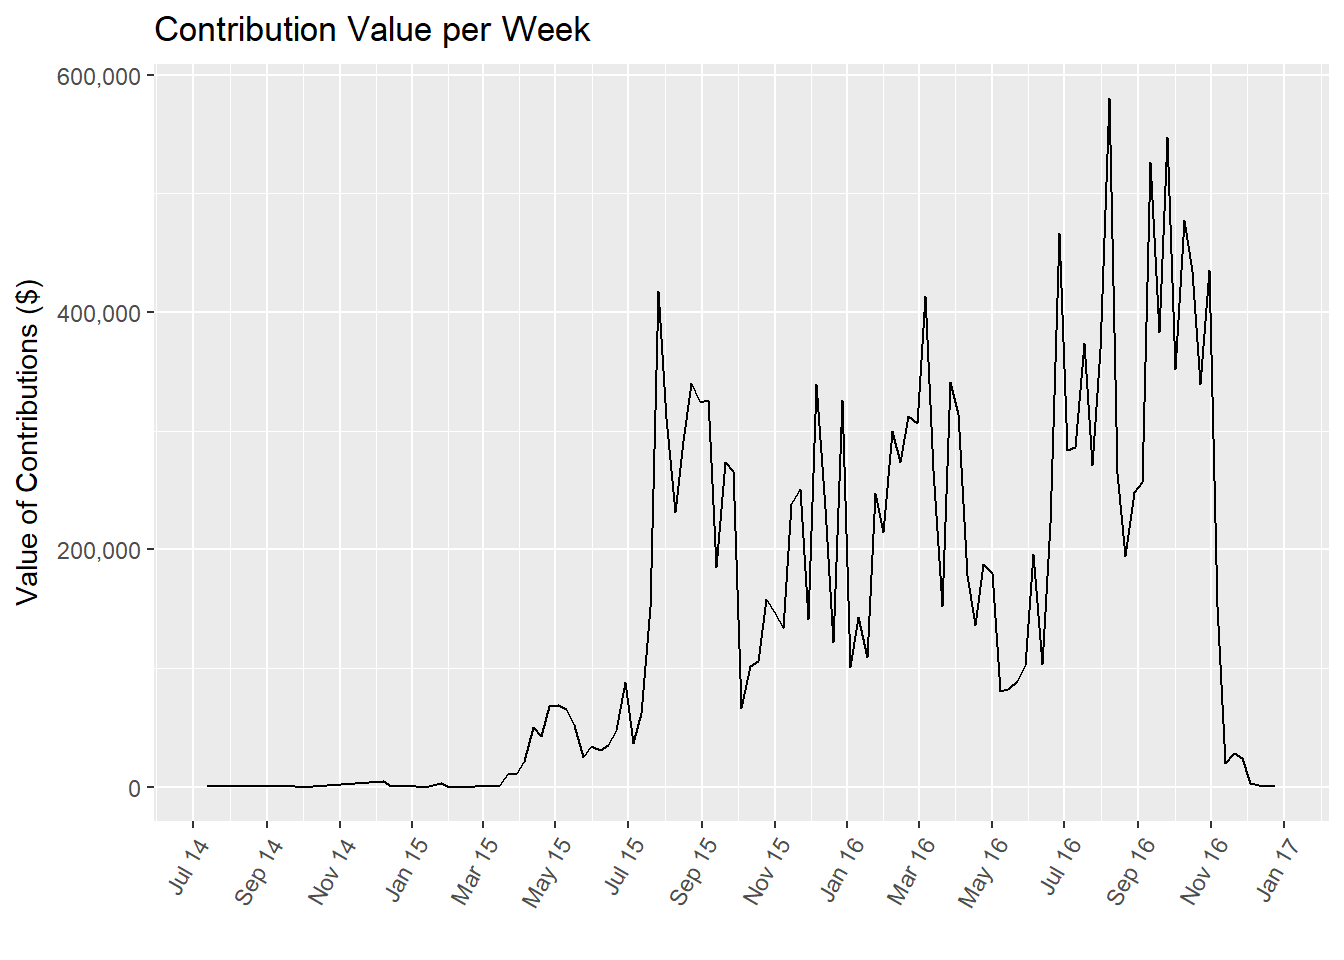 Contribution Value per Week
Value of Contributions ($)
600,000
400,000
200,000
0
Jul 14
Sep 14
Nov 14
Jan 15
Mar 15
May 15
Jul 15
Sep 15
Nov 15
Jan 16
Mar 16
May 16
Jul 16
Sep 16
Nov 16
Jan 17